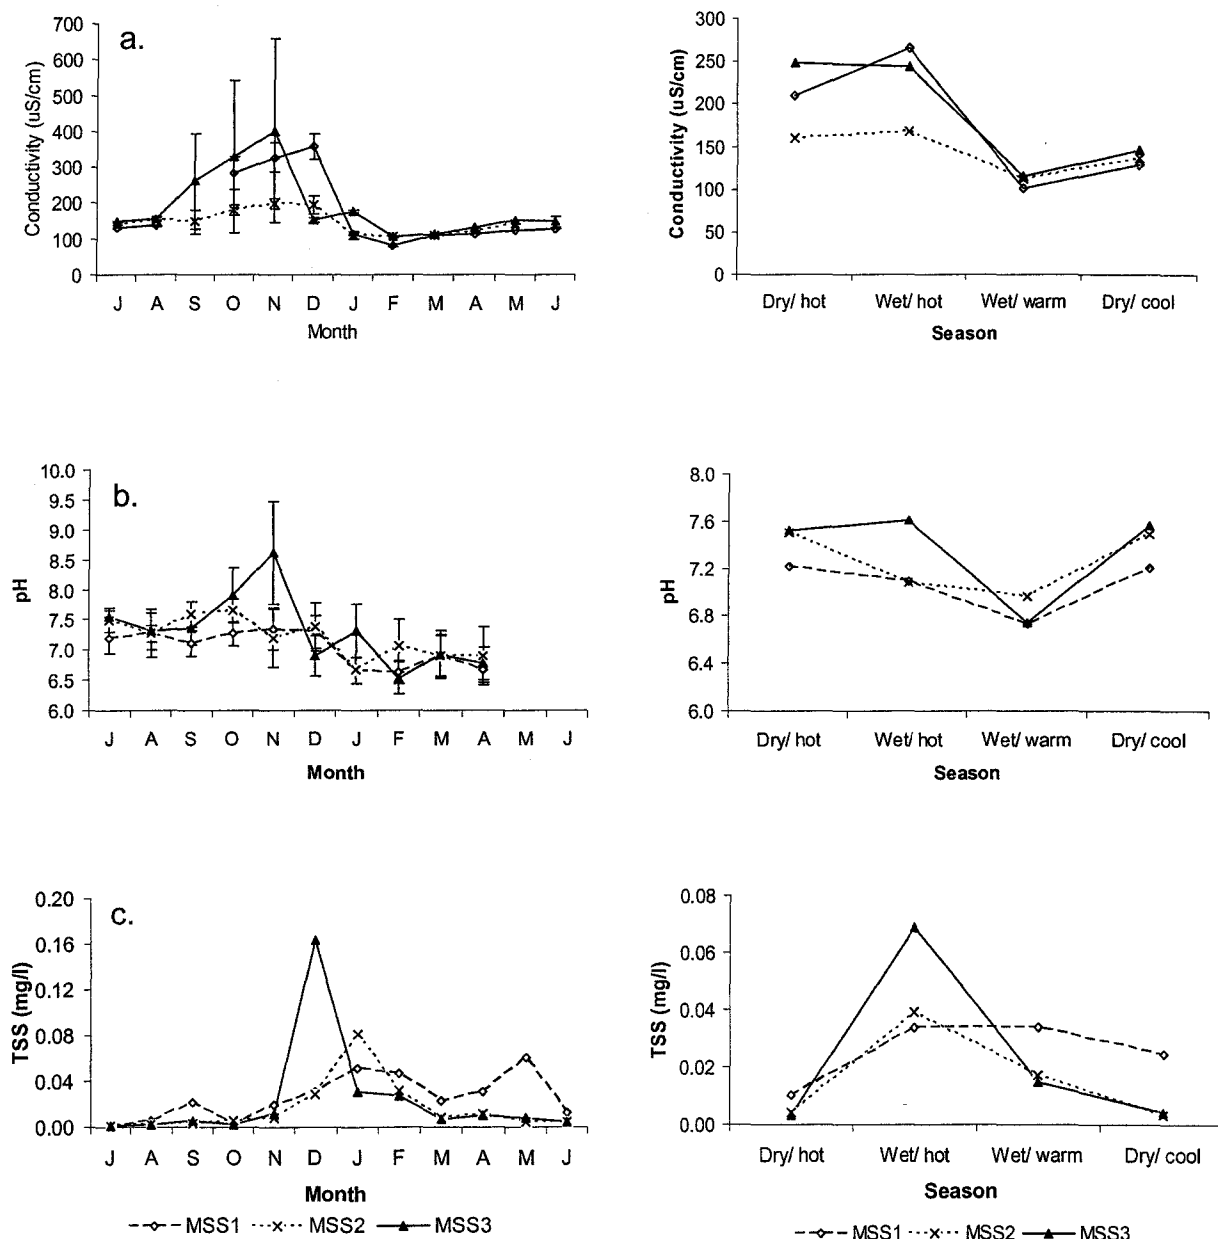 a.
Conductivity (uS/cm)
700
600
500
400
300
200
100
0
J A S O N D J F M A M J
Month
Conductivity (uS/cm)
300
250
200
150
100
50
0
Dry/ hot Wet/ hot Wet/ warm Dry/ cool
Season
b.
pH
10.0
9.5
9.0
8.5
8.0
7.5
7.0
6.5
6.0
J A S O N D J F M A J
Month
pH
8.0
7.6
7.2
6.8
6.4
6.0
Dry/ hot Wet/ hot Wet/ warm Dry/ cool
Season
c.
TSS (mg/l)
0.20
0.16
0.12
0.08
0.04
0.00
J A S O N D J F M A M J
Month
MSS1 MSS2 MSS3
TSS (mg/l)
0.08
0.06
0.04
0.02
0.00
Dry/ hot Wet/ hot Wet/ warm Dry/ cool
Season
MSS1 MSS2 MSS3